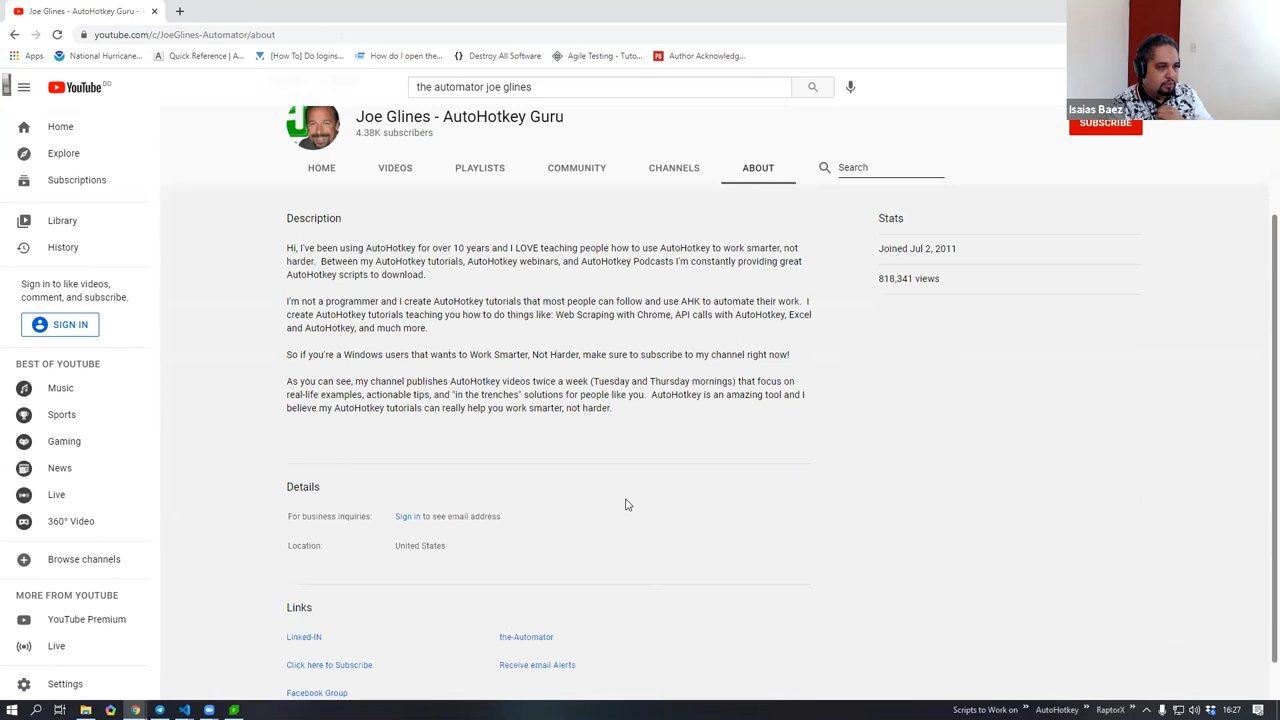 Joe Glines - AutoHotkey Guru -
youtube.com/c/JoeGlines-Automator/about
Apps
National Hurricane...
Quick Reference | A...
[How To] Do logins...
How do I open the...
Destroy All Software
Agile Testing - Tuto...
Author Acknowledg...
Isaias Baez
YouTube DO
the automator joe glines
Joe Glines - AutoHotkey Guru
4.38K subscribers
SUBSCRIBE
HOME
VIDEOS
PLAYLISTS
COMMUNITY
CHANNELS
ABOUT
Search
Home
Explore
Subscriptions
Library
History
Sign in to like videos,
comment, and subscribe.
SIGN IN
BEST OF YOUTUBE
Music
Sports
Gaming
News
Live
360° Video
Browse channels
MORE FROM YOUTUBE
YouTube Premium
Live
Settings
Description
Hi, I've been using AutoHotkey for over 10 years and I LOVE teaching people how to use AutoHotkey to work smarter, not
harder. Between my AutoHotkey tutorials, AutoHotkey webinars, and AutoHotkey Podcasts I'm constantly providing great
AutoHotkey scripts to download.
I'm not a programmer and I create AutoHotkey tutorials that most people can follow and use AHK to automate their work. I
create AutoHotkey tutorials teaching you how to do things like: Web Scraping with Chrome, API calls with AutoHotkey, Excel
and AutoHotkey, and much more.
So if you're a Windows users that wants to Work Smarter, Not Harder, make sure to subscribe to my channel right now!
As you can see, my channel publishes AutoHotkey videos twice a week (Tuesday and Thursday mornings) that focus on
real-life examples, actionable tips, and "in the trenches" solutions for people like you. AutoHotkey is an amazing tool and I
believe my AutoHotkey tutorials can really help you work smarter, not harder.
Details
For business inquiries: Sign in to see email address
Location: United States
Links
Linked-IN
the-Automator
Click here to Subscribe
Receive email Alerts
Facebook Group
Stats
Joined Jul 2, 2011
818,341 views
Scripts to Work on » AutoHotkey » RaptorX » 16:27